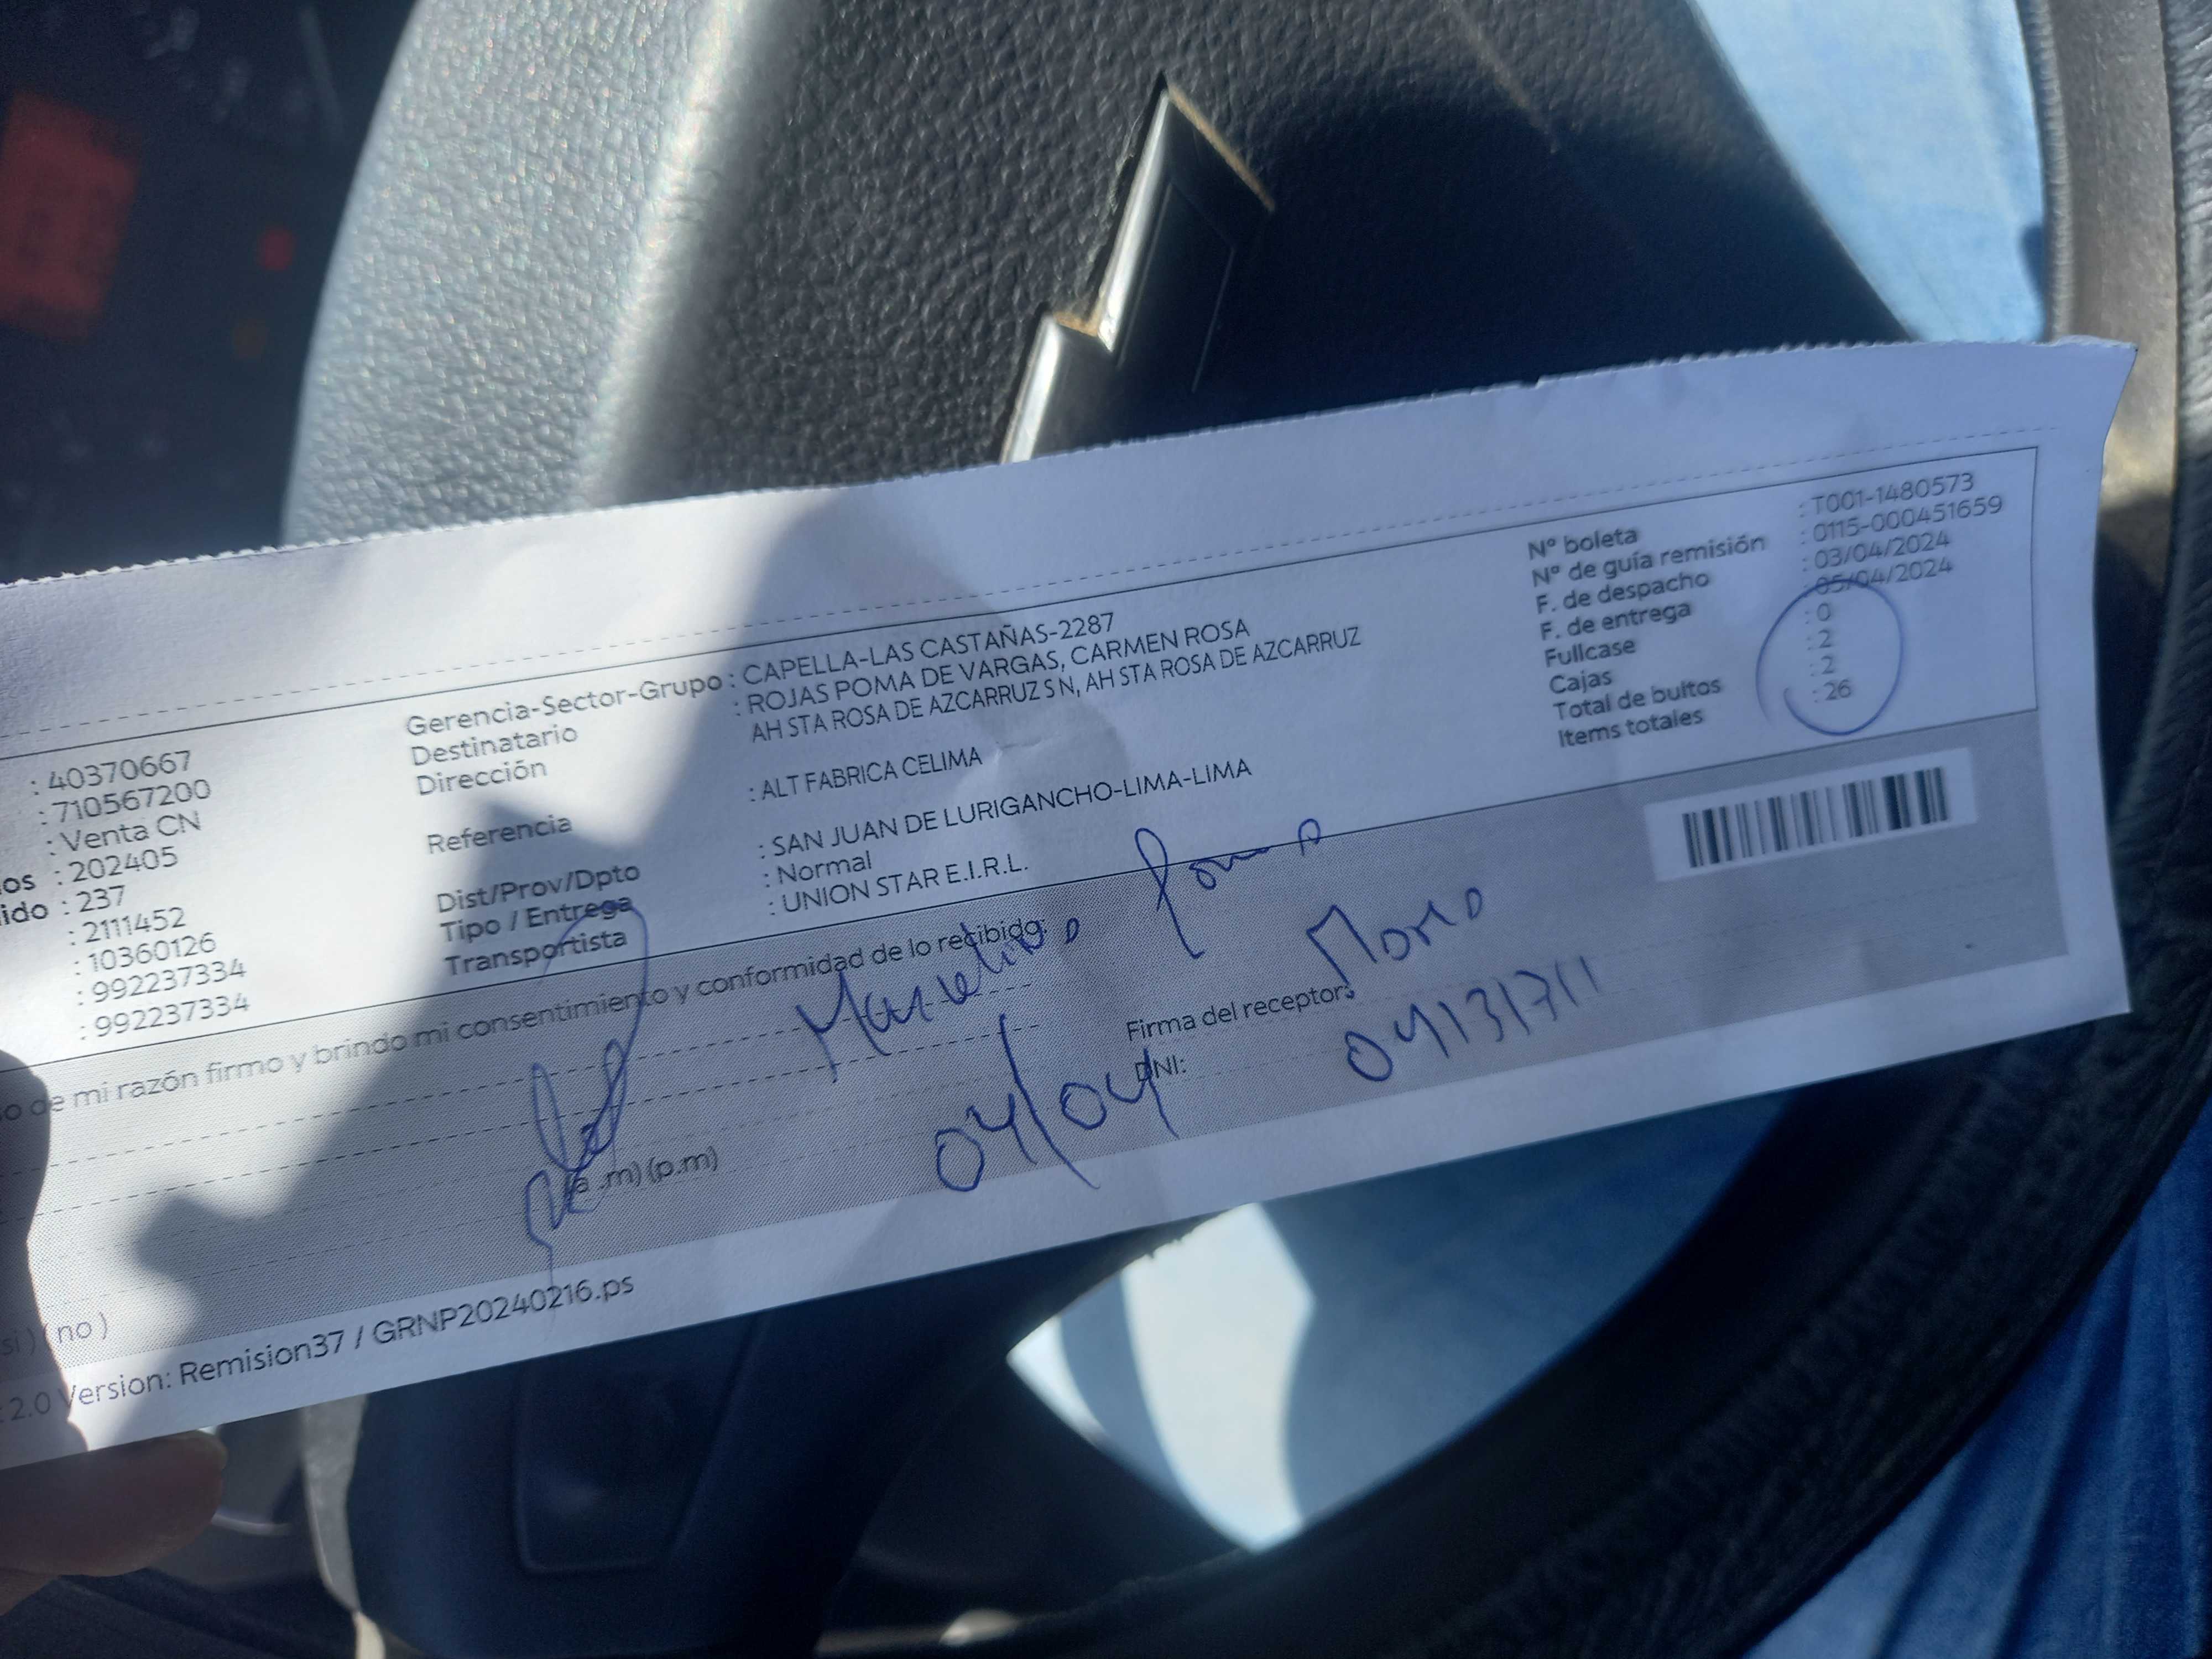 Nº boleta : T001-1480573
Nº de guía remisión : 0115-000451659
F. de despacho : 03/04/2024
F. de entrega : 05/04/2024
Fullcase : 0
Cajas : 2
Total de bultos : 2
Items totales : 26
Gerencia-Sector-Grupo : CAPELLA-LAS CASTAÑAS-2287
Destinatario : ROJAS POMA DE VARGAS, CARMEN ROSA
Dirección AH STA ROSA DE AZCARRUZ S N, AH STA ROSA DE AZCARRUZ
Referencia : ALT FABRICA CELIMA
Dist/Prov/Dpto : SAN JUAN DE LURIGANCHO-LIMA-LIMA
Tipo / Entrega : Normal
Transportista : UNION STAR E.I.R.L.
: 40370667
: 710567200
: Venta CN
os : 202405
ido : 237
: 2111452
: 10360126
: 992237334
: 992237334
o de mi razón firmo y brindo mi consentimiento y conformidad de lo recibido:
Marcelino Poma
Firma del receptor:
DNI: 04131711
04/04
(a .m) (p.m)
si ) ( no )
2.0 Version: Remision37 / GRNP20240216.ps